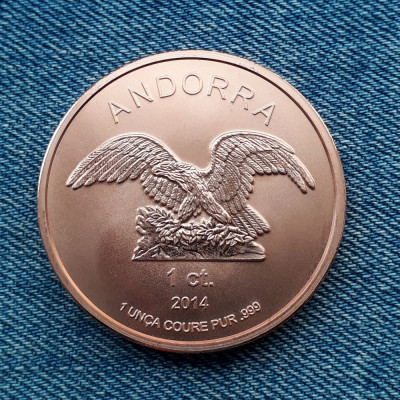 ANDORRA
1 ct.
2014
1 UNÇA COURE PUR .999